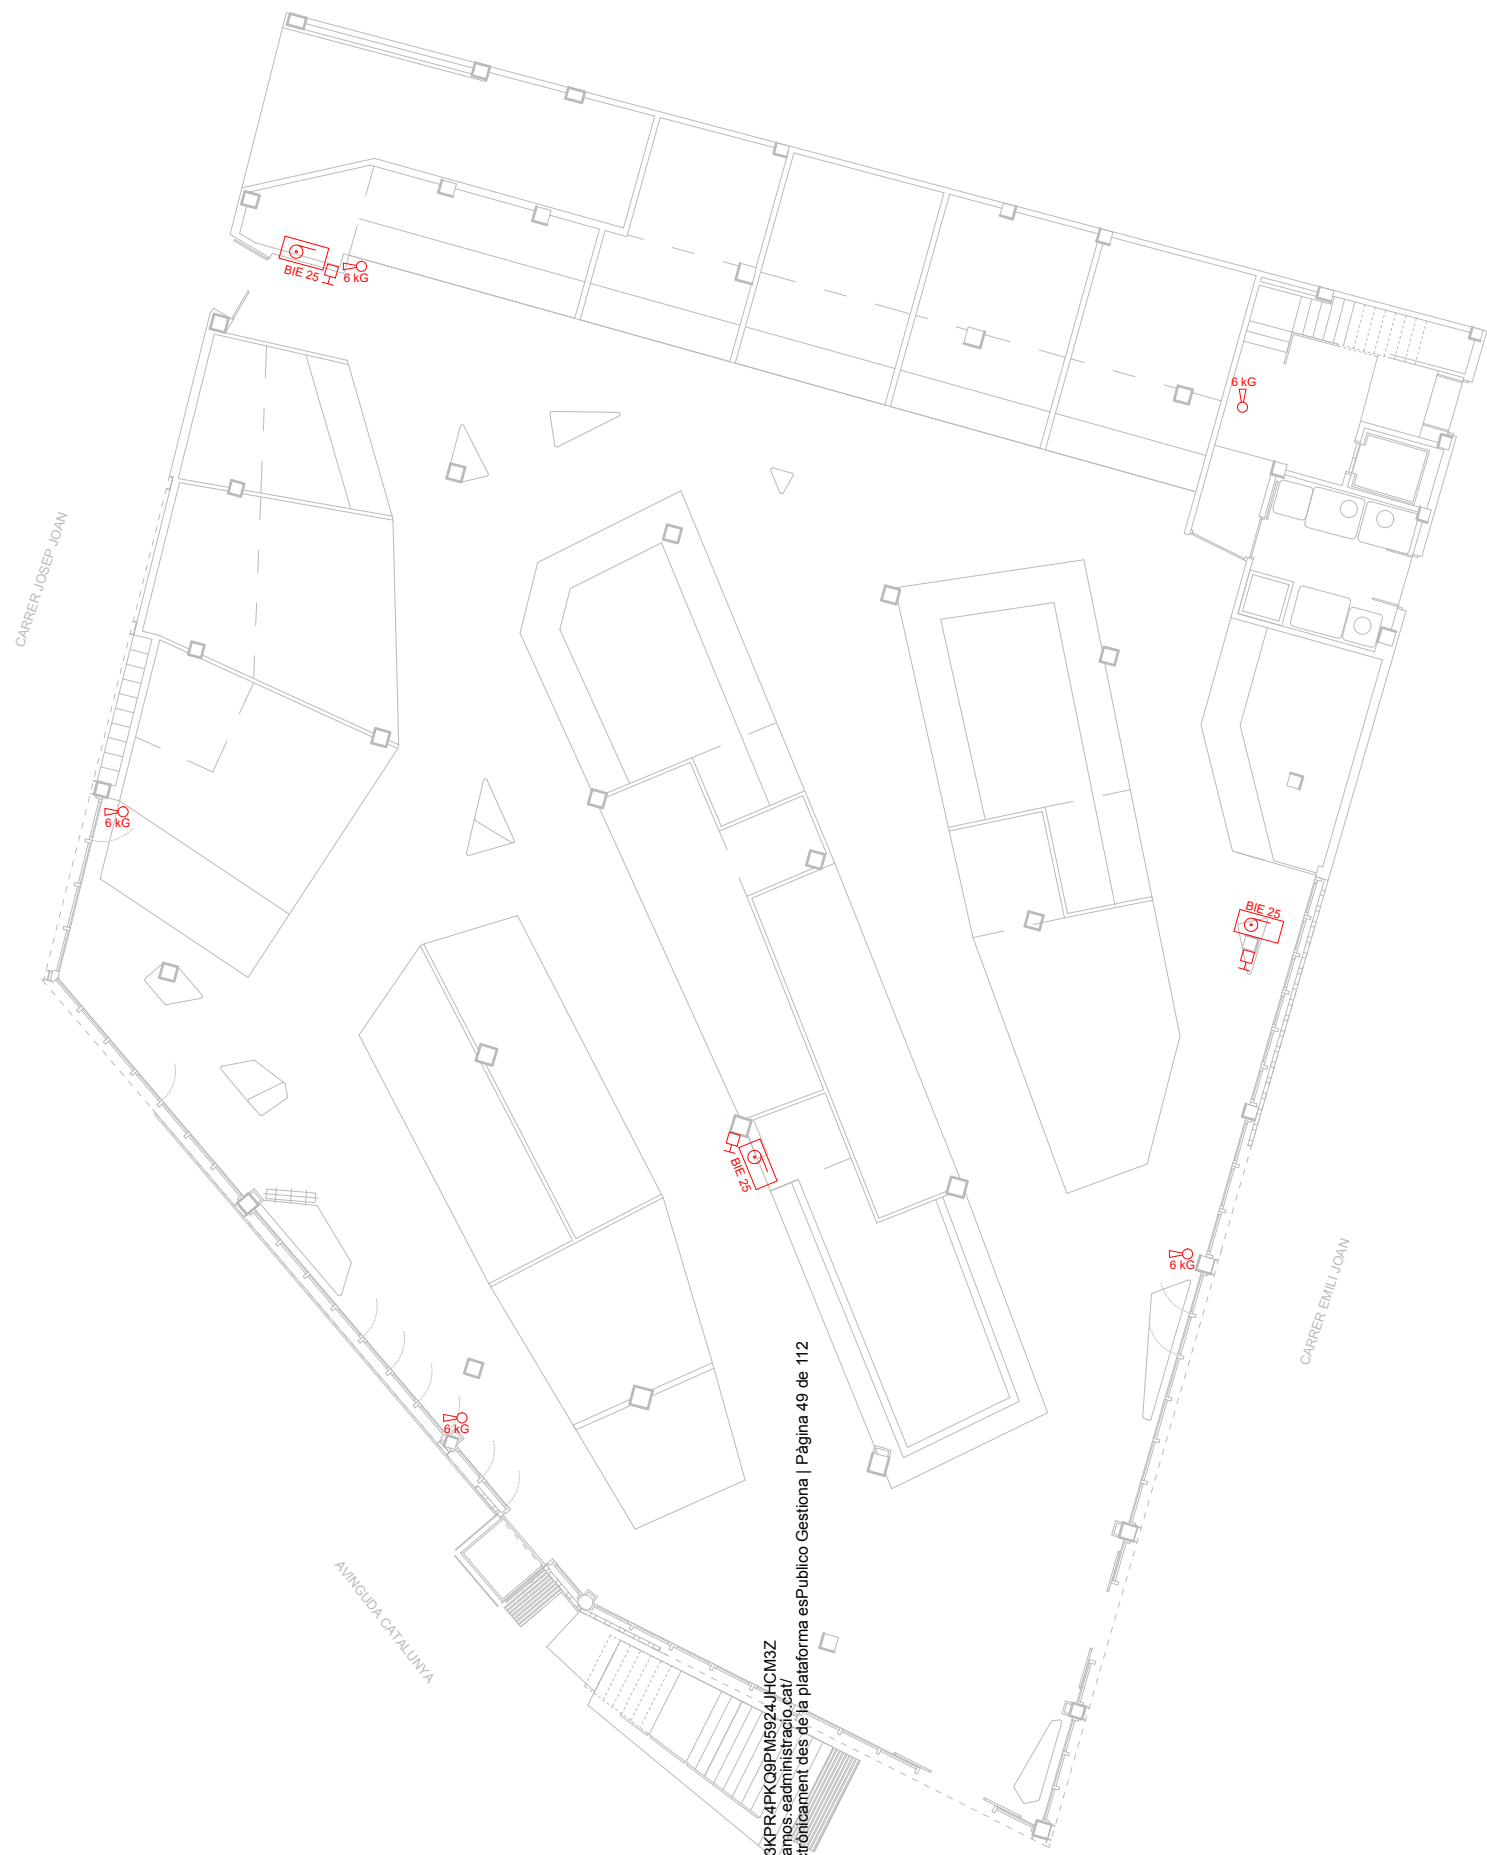 BIE 25
6 kG
6 kG
CARRER JOSEP JOAN
6 kG
BIE 25
BIE 25
6 kG
CARRER EMILI JOAN
6 kG
AVINGUDA CATALUNYA
3KPR4PKQ9PM5924JHCM3Z
amos.eadministracio.cat/
etrònicament des de la plataforma esPublico Gestiona | Pàgina 49 de 112